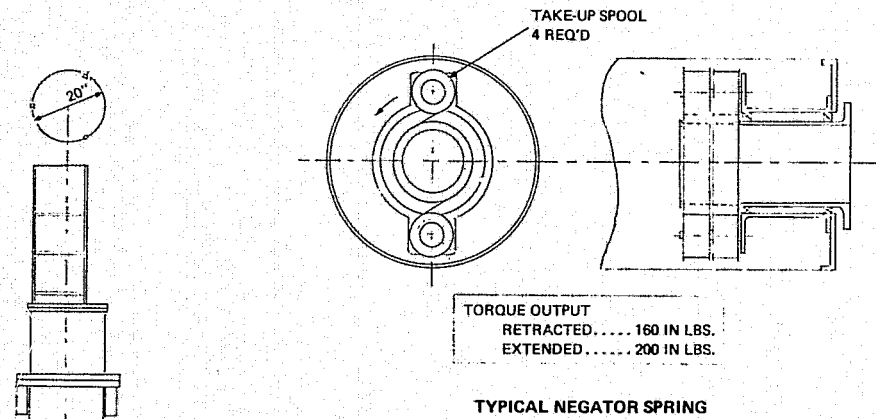 TAKE-UP SPOOL
4 REQ'D
20"
TORQUE OUTPUT
RETRACTED..... 160 IN LBS.
EXTENDED...... 200 IN LBS.
TYPICAL NEGATOR SPRING